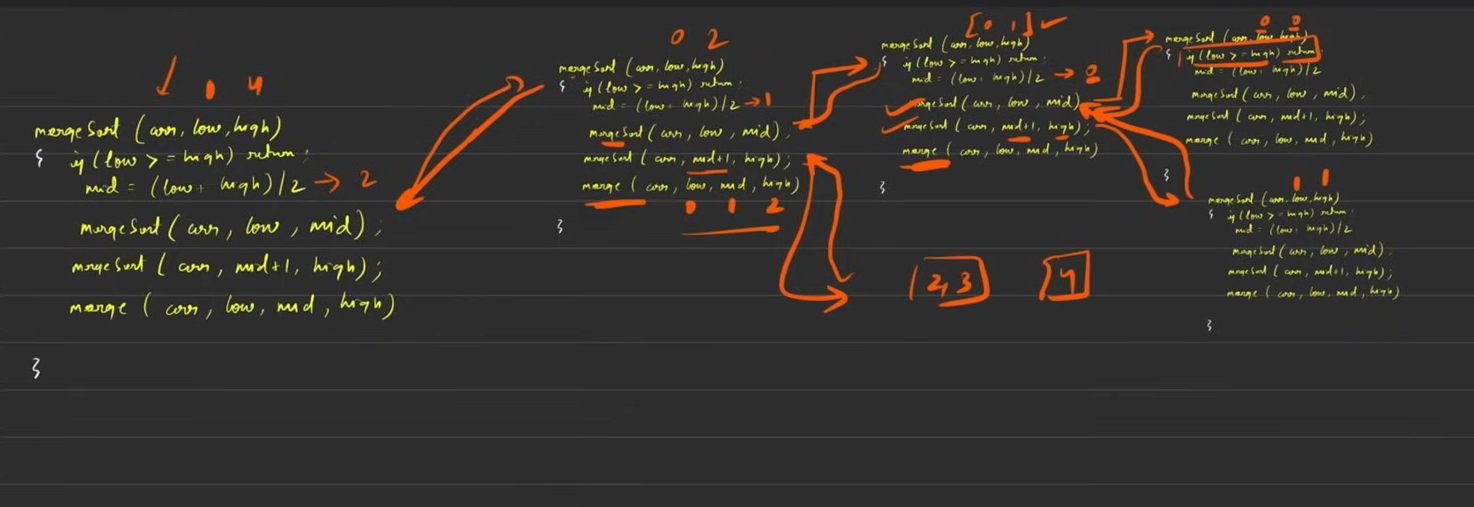 0 4
mergeSort (arr, low, high)
{
if (low >= high) return;
mid = (low + high)/2 → 2
mergeSort (arr, low, mid);
mergeSort (arr, mid+1, high);
merge (arr, low, mid, high)
}
0 2
mergeSort (arr, low, high)
{
if (low >= high) return;
mid = (low + high)/2 → 1
mergeSort (arr, low, mid);
mergeSort (arr, mid+1, high);
merge (arr, low, mid, high)
0 1 2
}
[0 1] ✓
mergeSort (arr, low, high)
{
if (low >= high) return;
mid = (low + high)/2 → 0
mergeSort (arr, low, mid)
mergeSort (arr, mid+1, high);
merge (arr, low, mid, high)
}
2,3 4
0 0
mergeSort (arr, low, high)
{
if (low >= high) return;
mid = (low + high)/2
mergeSort (arr, low, mid),
mergeSort (arr, mid+1, high);
merge (arr, low, mid, high)
}
1 1
mergeSort (arr, low, high)
{
if (low >= high) return;
mid = (low + high)/2
mergeSort (arr, low, mid),
mergeSort (arr, mid+1, high);
merge (arr, low, mid, high)
}